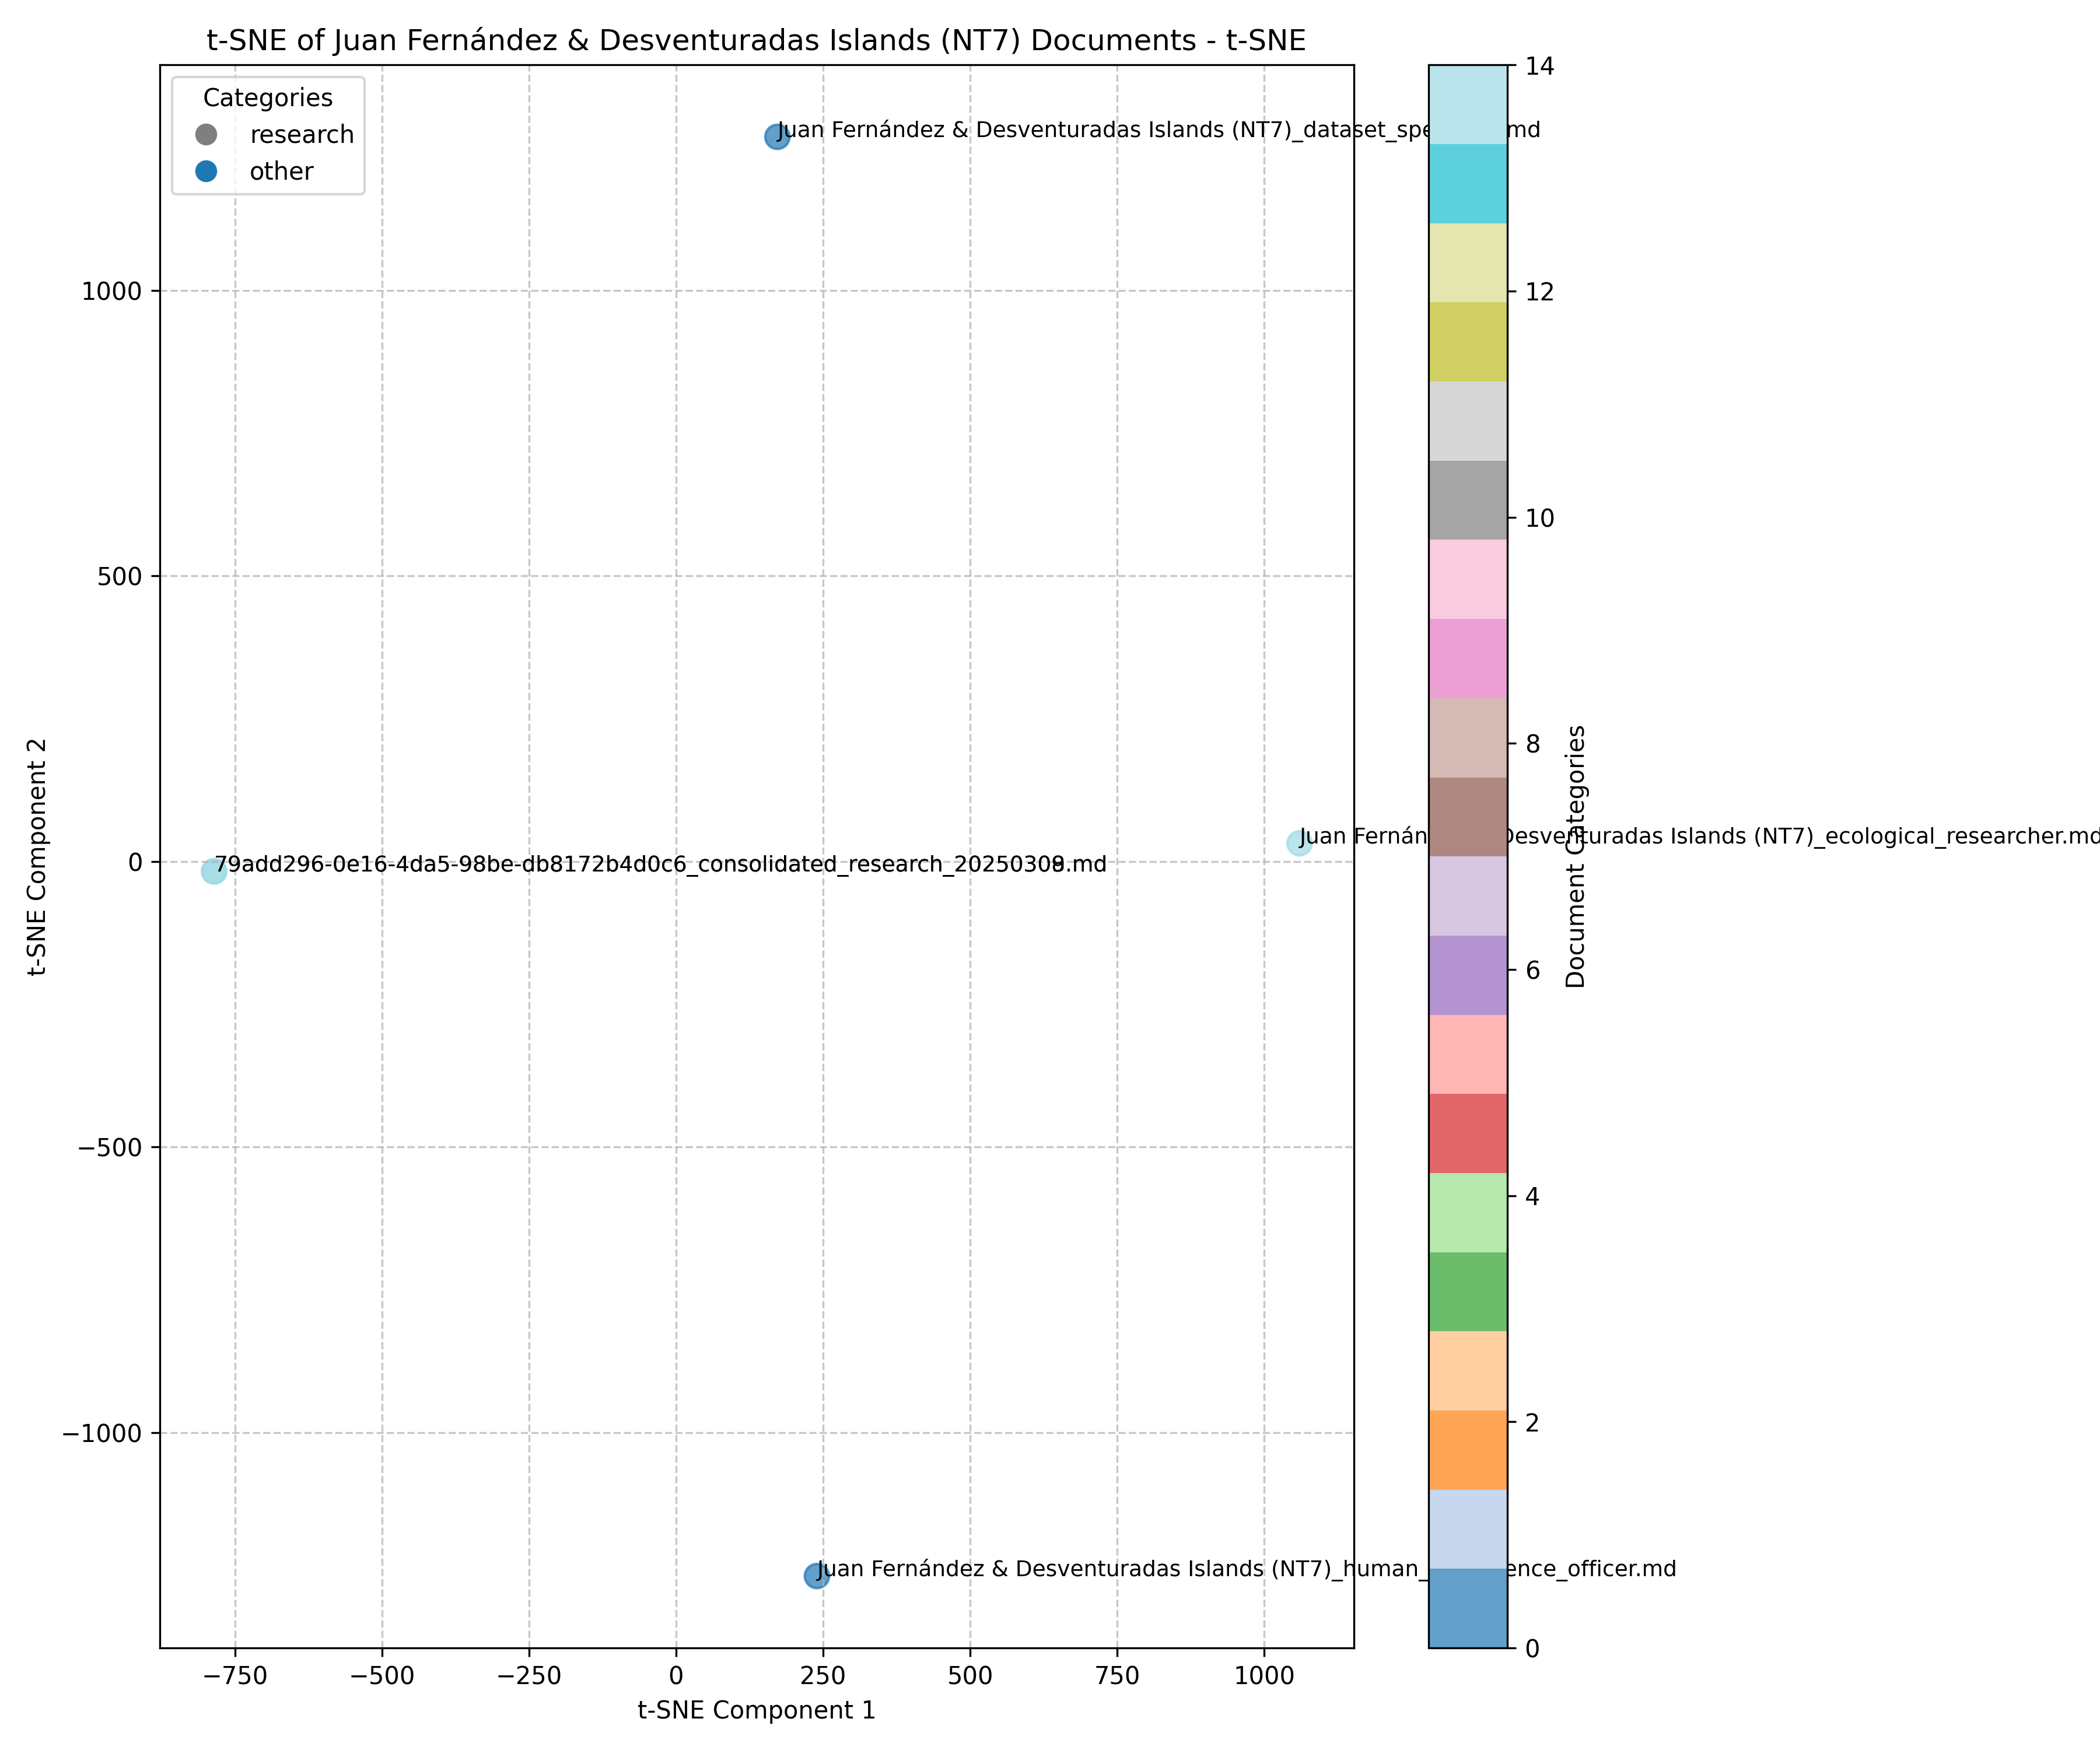 t-SNE of Juan Fernández & Desventuradas Islands (NT7) Documents - t-SNE
Categories
research
other
Juan Fernández & Desventuradas Islands (NT7)_dataset_spe md
Juan Fernán Desventuradas Islands (NT7)_ecological_researcher.md
79add296-0e16-4da5-98be-db8172b4d0c6_consolidated_research_2025030 .md
Juan Fernández & Desventuradas Islands (NT7)_human_ ence_officer.md
1000
500
0
−500
−1000
t-SNE Component 2
−750
−500
−250
0
250
500
750
1000
t-SNE Component 1
14
12
10
8
6
4
2
0
Document Categories